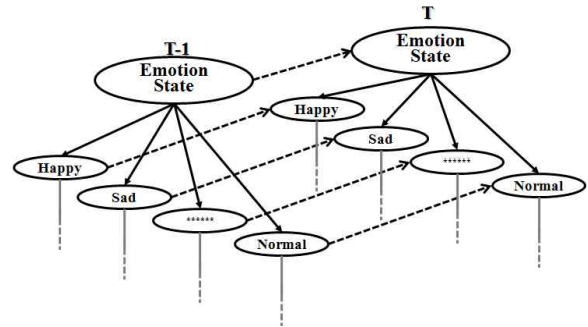 T
Emotion
State
T-1
Emotion
State
Happy
Sad
******
Normal
Happy
Sad
******
Normal